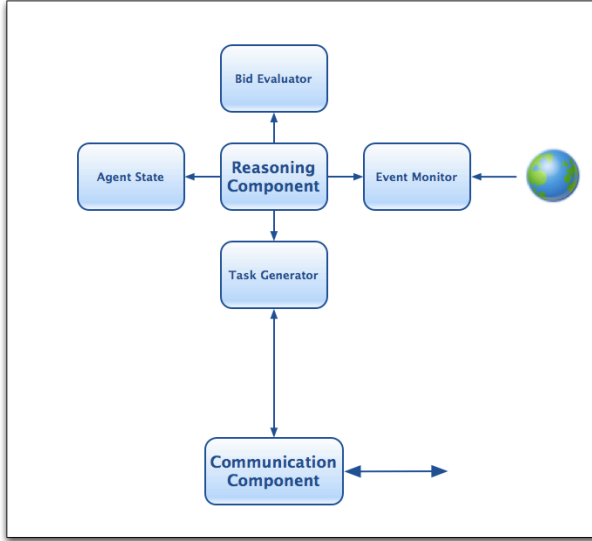 Bid Evaluator
Agent State
Reasoning
Component
Event Monitor
Task Generator
Communication
Component